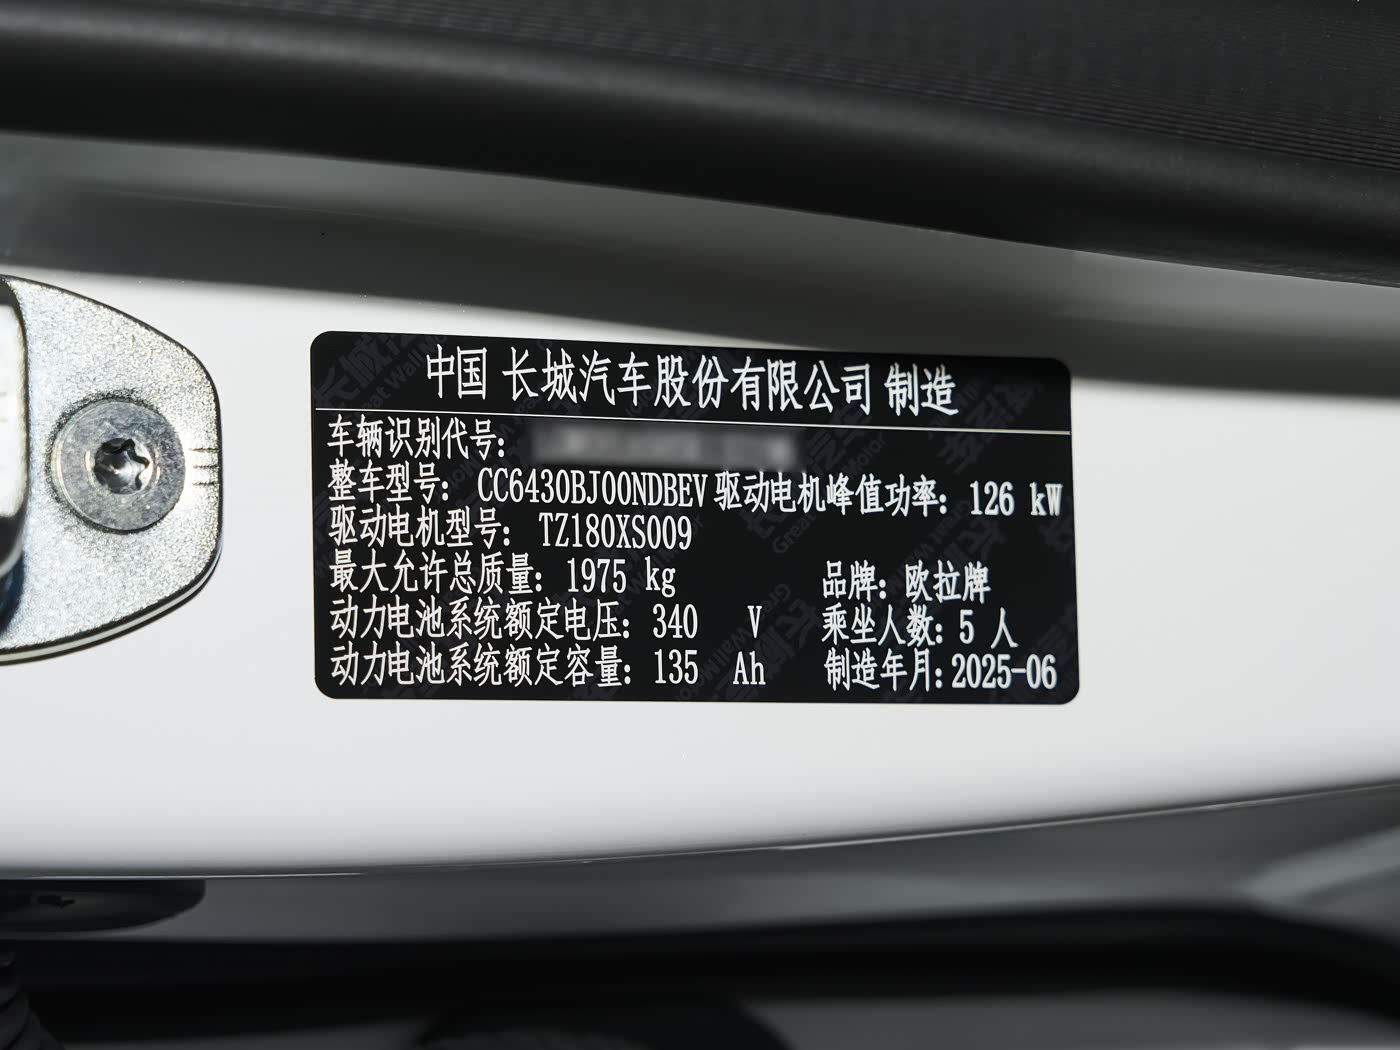 中国 长城汽车股份有限公司 制造
车辆识别代号:
整车型号: CC6430BJ00NDBEV 驱动电机峰值功率: 126 kW
驱动电机型号: TZ180XS009
最大允许总质量: 1975 kg 品牌: 欧拉牌
动力电池系统额定电压: 340 V 乘坐人数: 5 人
动力电池系统额定容量: 135 Ah 制造年月: 2025-06